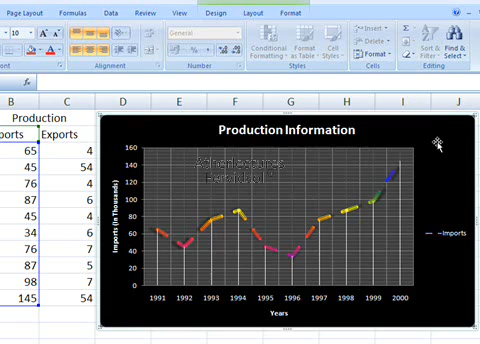 Page Layout Formulas Data Review View Design Layout Format
10 A A
General
$ % ,
Conditional Formatting
Format as Table
Cell Styles
Insert
Delete
Format
Σ
Sort & Filter
Find & Select
Alignment Number Styles Cells Editing
B C D E F G H I J
Production
ports Exports
65 4
45 54
76 4
87 6
45 4
34 6
76 7
87 5
98 7
145 54
Production Information
Imports (In Thousands)
160
140
120
100
80
60
40
20
0
1991 1992 1993 1994 1995 1996 1997 1998 1999 2000
Years
Imports